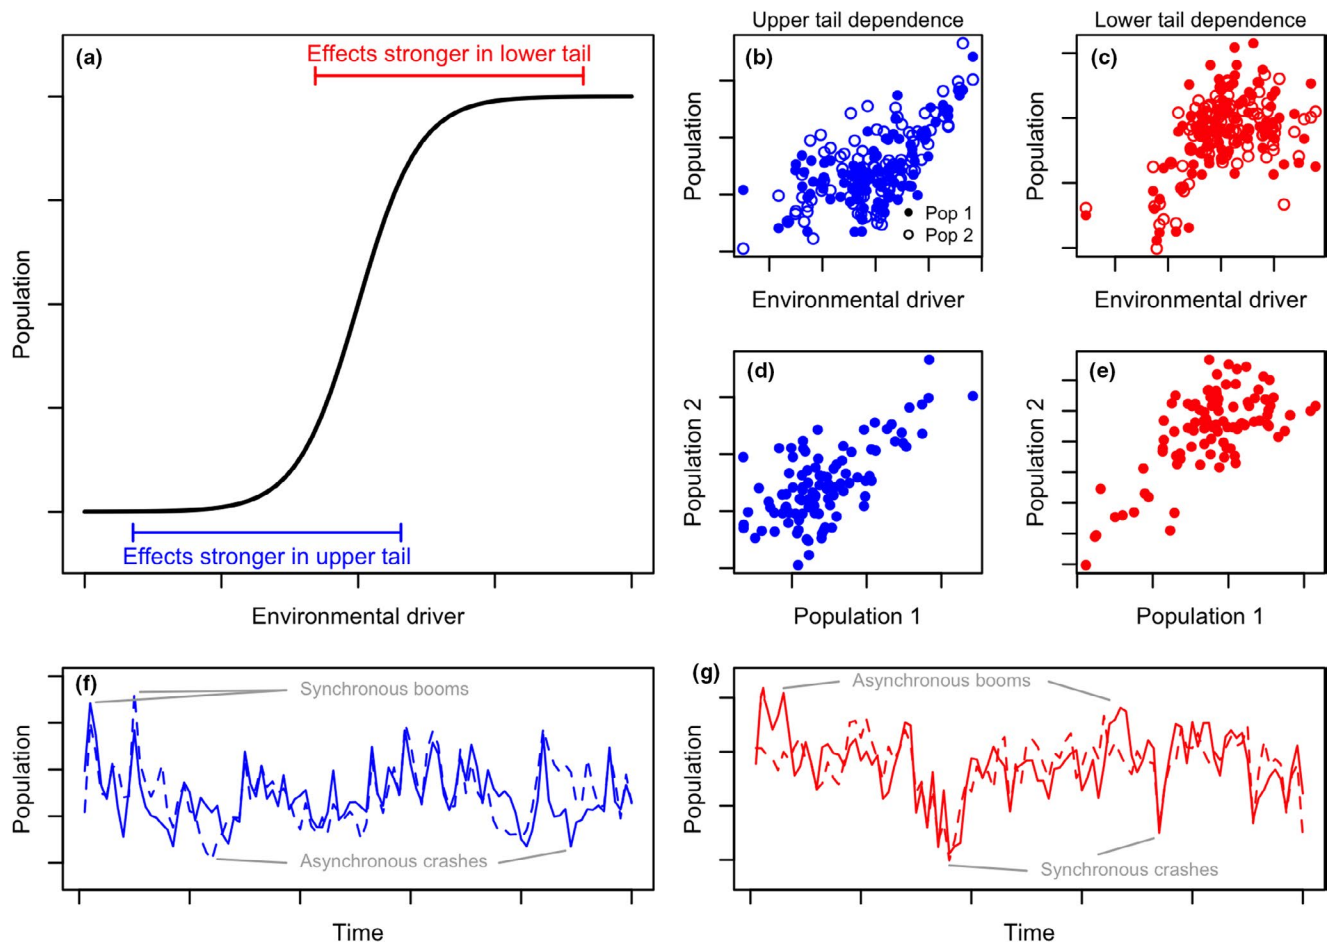 (a)
Effects stronger in lower tail
Population
Effects stronger in upper tail
Environmental driver
Upper tail dependence
(b)
Population
Pop 1
Pop 2
Environmental driver
Lower tail dependence
(c)
Population
Environmental driver
(d)
Population 2
Population 1
(e)
Population 2
Population 1
(f)
Synchronous booms
Population
Asynchronous crashes
Time
(g)
Asynchronous booms
Population
Synchronous crashes
Time